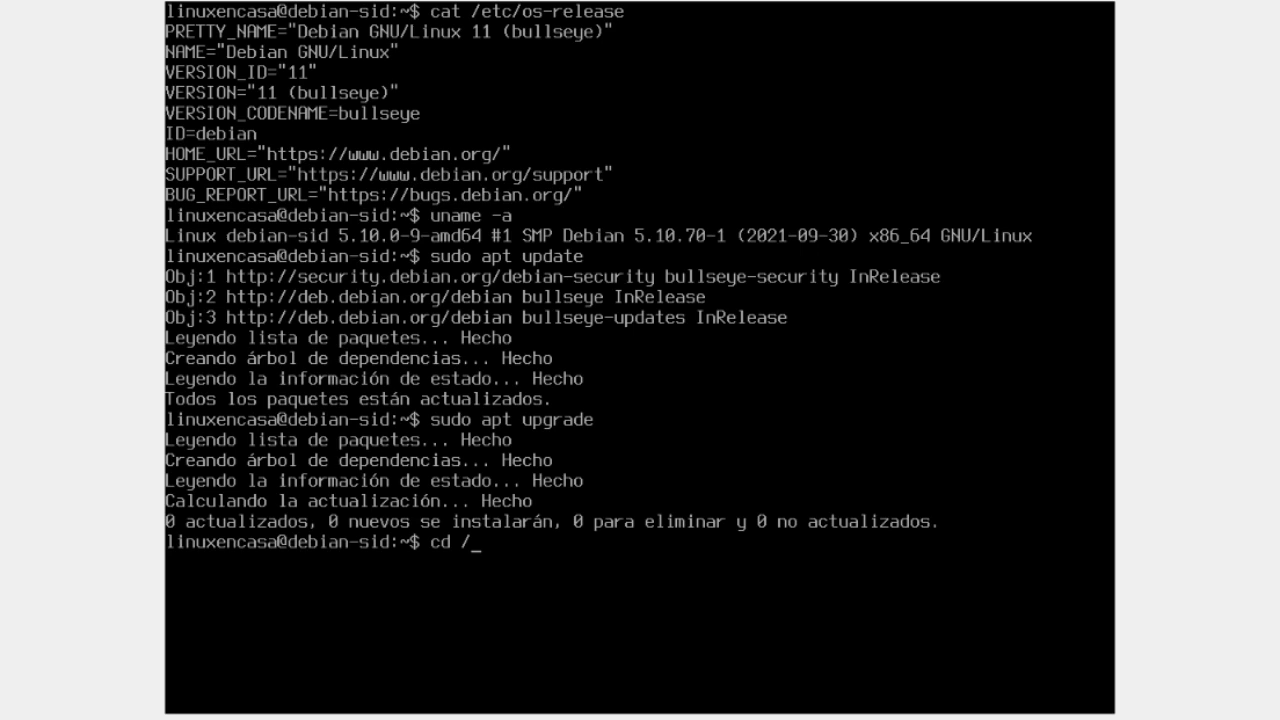 linuxencasa@debian-sid:~$ cat /etc/os-release
PRETTY_NAME="Debian GNU/Linux 11 (bullseye)"
NAME="Debian GNU/Linux"
VERSION_ID="11"
VERSION="11 (bullseye)"
VERSION_CODENAME=bullseye
ID=debian
HOME_URL="https://www.debian.org/"
SUPPORT_URL="https://www.debian.org/support"
BUG_REPORT_URL="https://bugs.debian.org/"
linuxencasa@debian-sid:~$ uname -a
Linux debian-sid 5.10.0-9-amd64 #1 SMP Debian 5.10.70-1 (2021-09-30) x86_64 GNU/Linux
linuxencasa@debian-sid:~$ sudo apt update
Obj:1 http://security.debian.org/debian-security bullseye-security InRelease
Obj:2 http://deb.debian.org/debian bullseye InRelease
Obj:3 http://deb.debian.org/debian bullseye-updates InRelease
Leyendo lista de paquetes... Hecho
Creando árbol de dependencias... Hecho
Leyendo la información de estado... Hecho
Todos los paquetes están actualizados.
linuxencasa@debian-sid:~$ sudo apt upgrade
Leyendo lista de paquetes... Hecho
Creando árbol de dependencias... Hecho
Leyendo la información de estado... Hecho
Calculando la actualización... Hecho
0 actualizados, 0 nuevos se instalarán, 0 para eliminar y 0 no actualizados.
linuxencasa@debian-sid:~$ cd /_